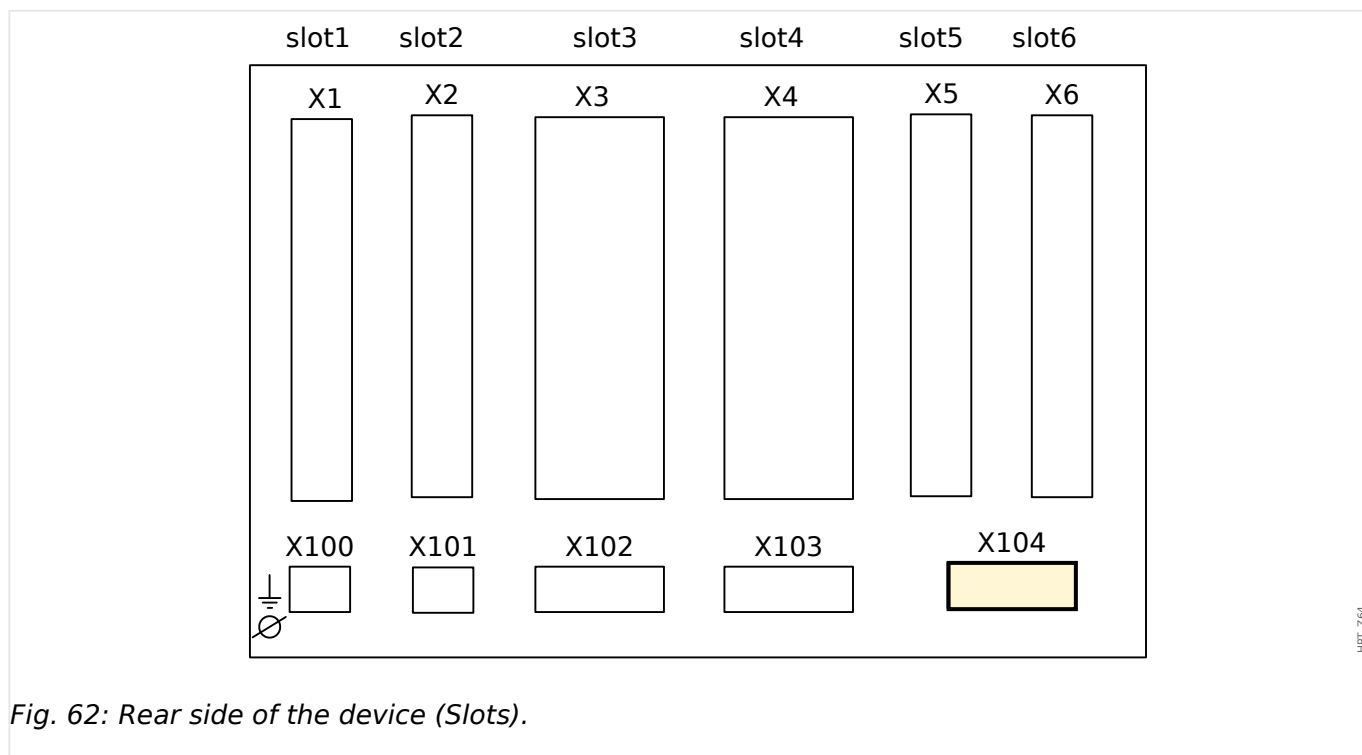 slot1 slot2 slot3 slot4 slot5 slot6
X1 X2 X3 X4 X5 X6
X100 X101 X102 X103 X104
Fig. 62: Rear side of the device (Slots).